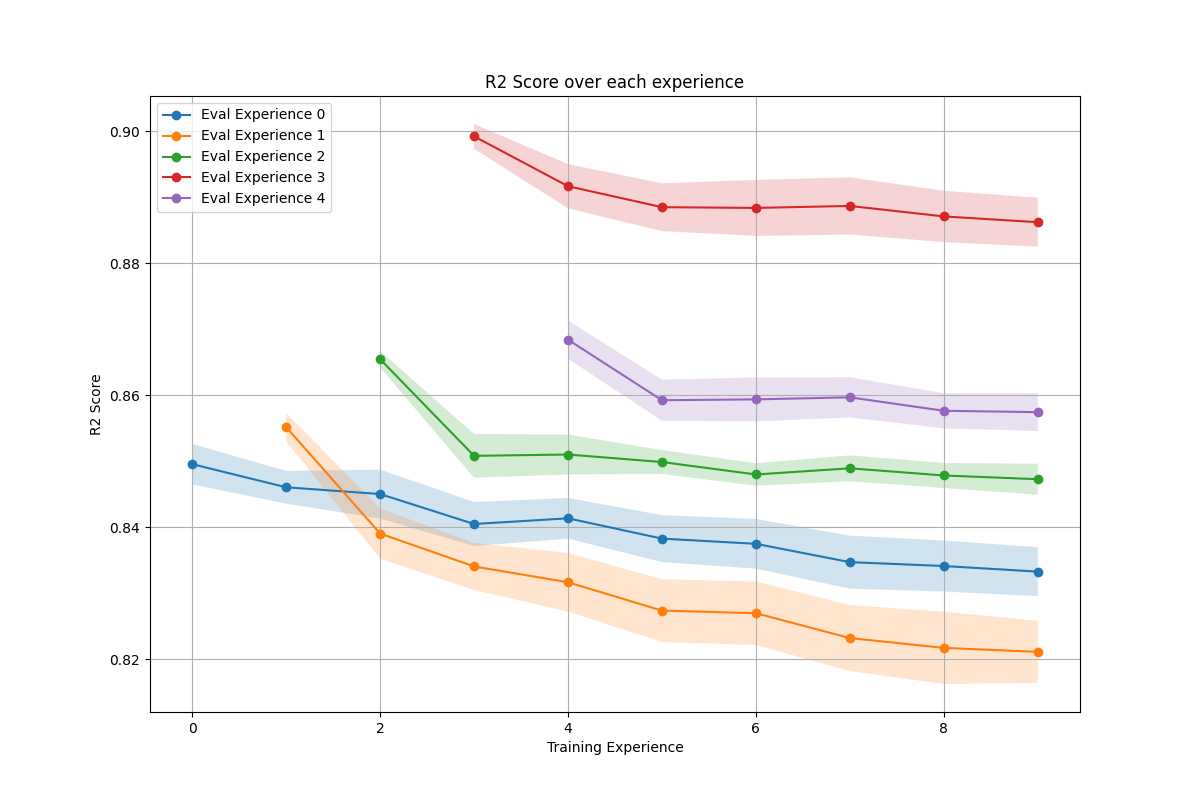 R2 Score over each experience
Eval Experience 0
Eval Experience 1
Eval Experience 2
Eval Experience 3
Eval Experience 4
0.90
0.88
0.86
0.84
0.82
R2 Score
0 2 4 6 8
Training Experience